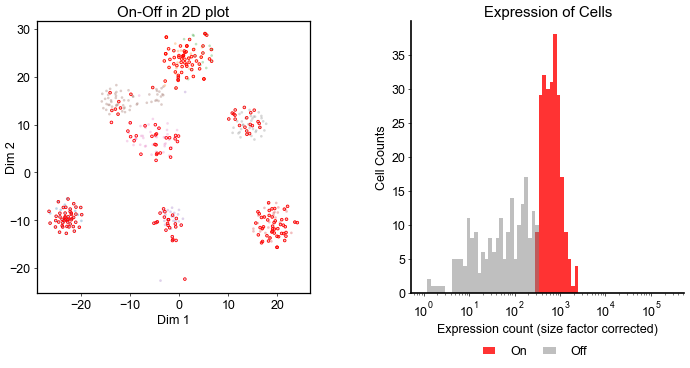 On-Off in 2D plot
Expression of Cells
30
20
10
0
−10
−20
Dim 2
−20 −10 0 10 20
Dim 1
35
30
25
20
15
10
5
0
Cell Counts
10^0 10^1 10^2 10^3 10^4 10^5
Expression count (size factor corrected)
On Off